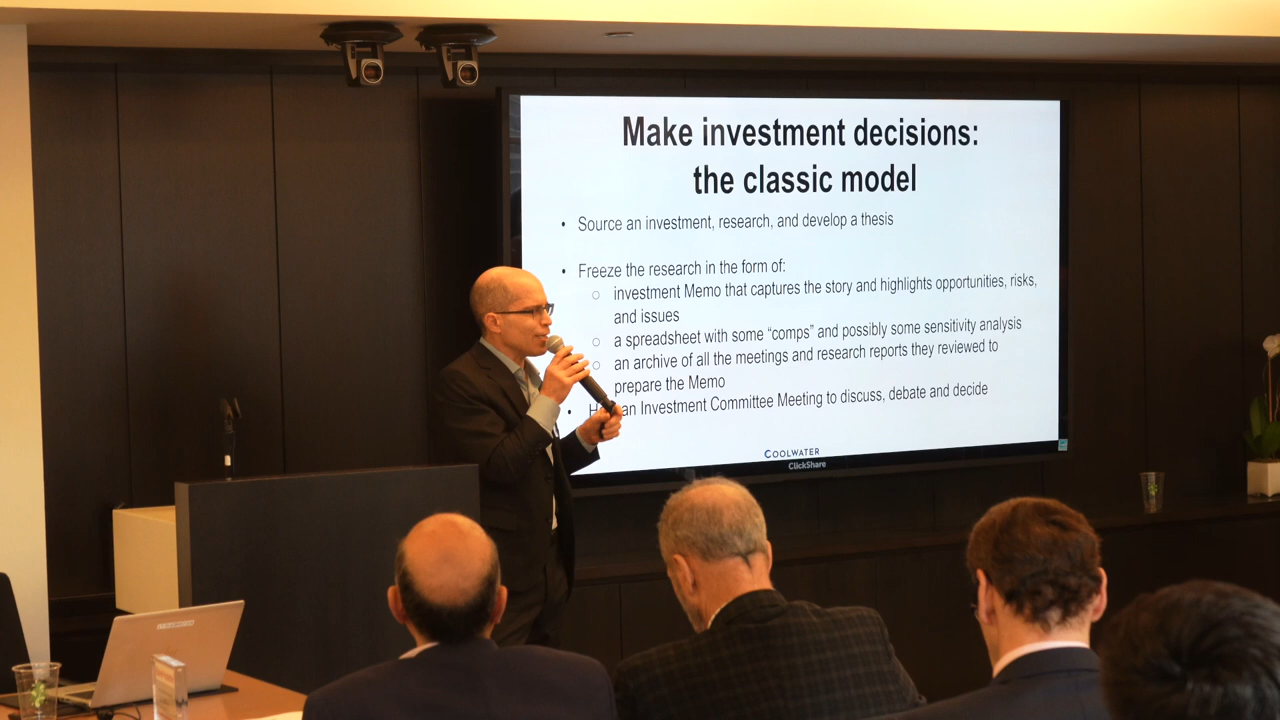 Make investment decisions:
the classic model
• Source an investment, research, and develop a thesis
• Freeze the research in the form of:
○ investment Memo that captures the story and highlights opportunities, risks,
and issues
○ a spreadsheet with some “comps” and possibly some sensitivity analysis
○ an archive of all the meetings and research reports they reviewed to
prepare the Memo
• an Investment Committee Meeting to discuss, debate and decide
COOLWATER
ClickShare